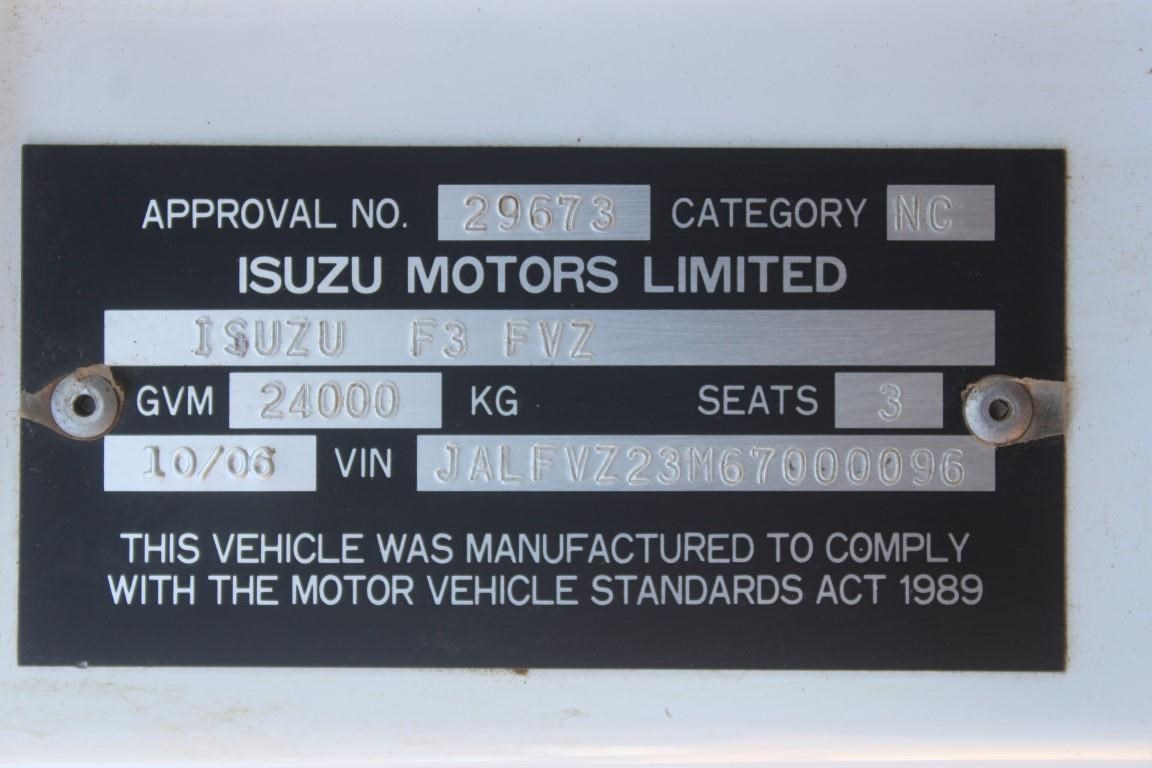 APPROVAL NO. 29673 CATEGORY NC
ISUZU MOTORS LIMITED
ISUZU F3 FVZ
GVM 24000 KG SEATS 3
10/06 VIN JALFVZ23M67000096
THIS VEHICLE WAS MANUFACTURED TO COMPLY
WITH THE MOTOR VEHICLE STANDARDS ACT 1989